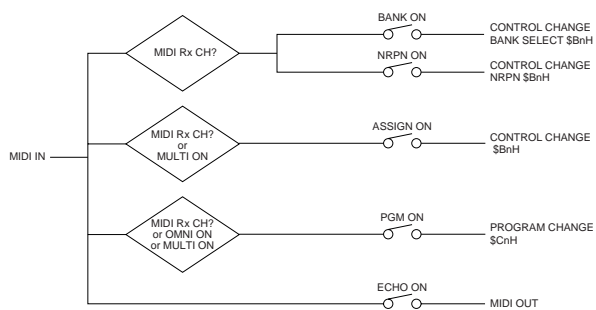 BANK ON
CONTROL CHANGE
BANK SELECT $BnH
MIDI Rx CH?
NRPN ON
CONTROL CHANGE
NRPN $BnH
MIDI Rx CH?
or
MULTI ON
ASSIGN ON
CONTROL CHANGE
$BnH
MIDI IN
MIDI Rx CH?
or OMNI ON
or MULTI ON
PGM ON
PROGRAM CHANGE
$CnH
ECHO ON
MIDI OUT